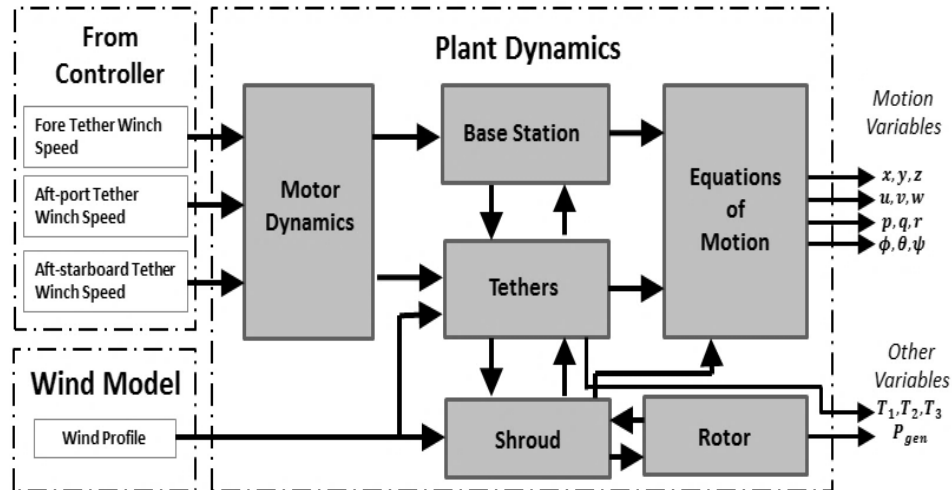 From
Controller
Fore Tether Winch
Speed
Aft-port Tether
Winch Speed
Aft-starboard Tether
Winch Speed
Wind Model
Wind Profile
Plant Dynamics
Motor
Dynamics
Base Station
Tethers
Shroud
Rotor
Equations
of
Motion
Motion
Variables
x, y, z
u, v, w
p, q, r
ϕ, θ, ψ
Other
Variables
T₁, T₂, T₃
P_gen